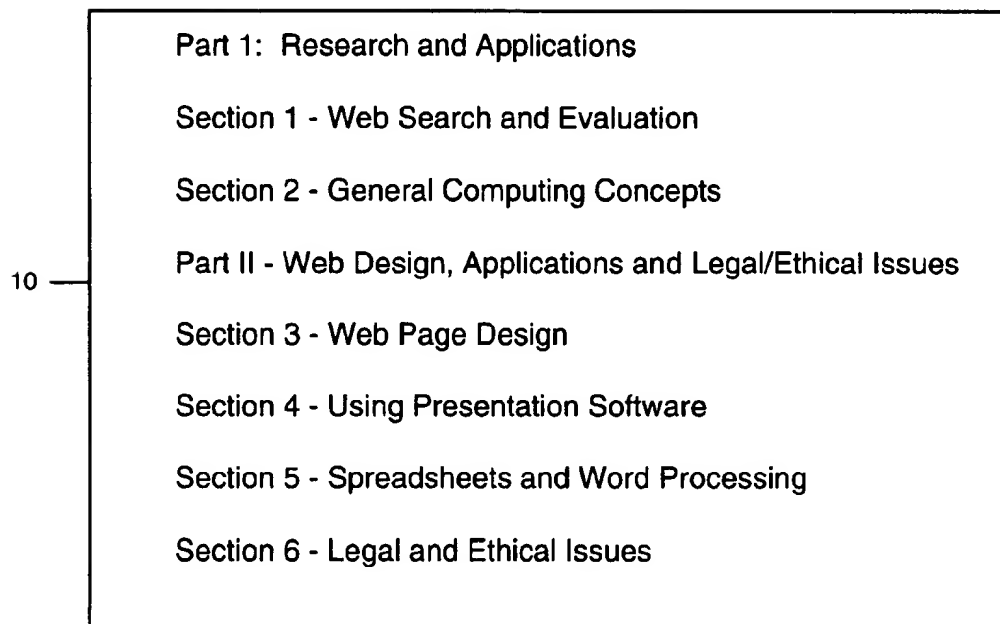 Part 1: Research and Applications
Section 1 - Web Search and Evaluation
Section 2 - General Computing Concepts
10
Part II - Web Design, Applications and Legal/Ethical Issues
Section 3 - Web Page Design
Section 4 - Using Presentation Software
Section 5 - Spreadsheets and Word Processing
Section 6 - Legal and Ethical Issues